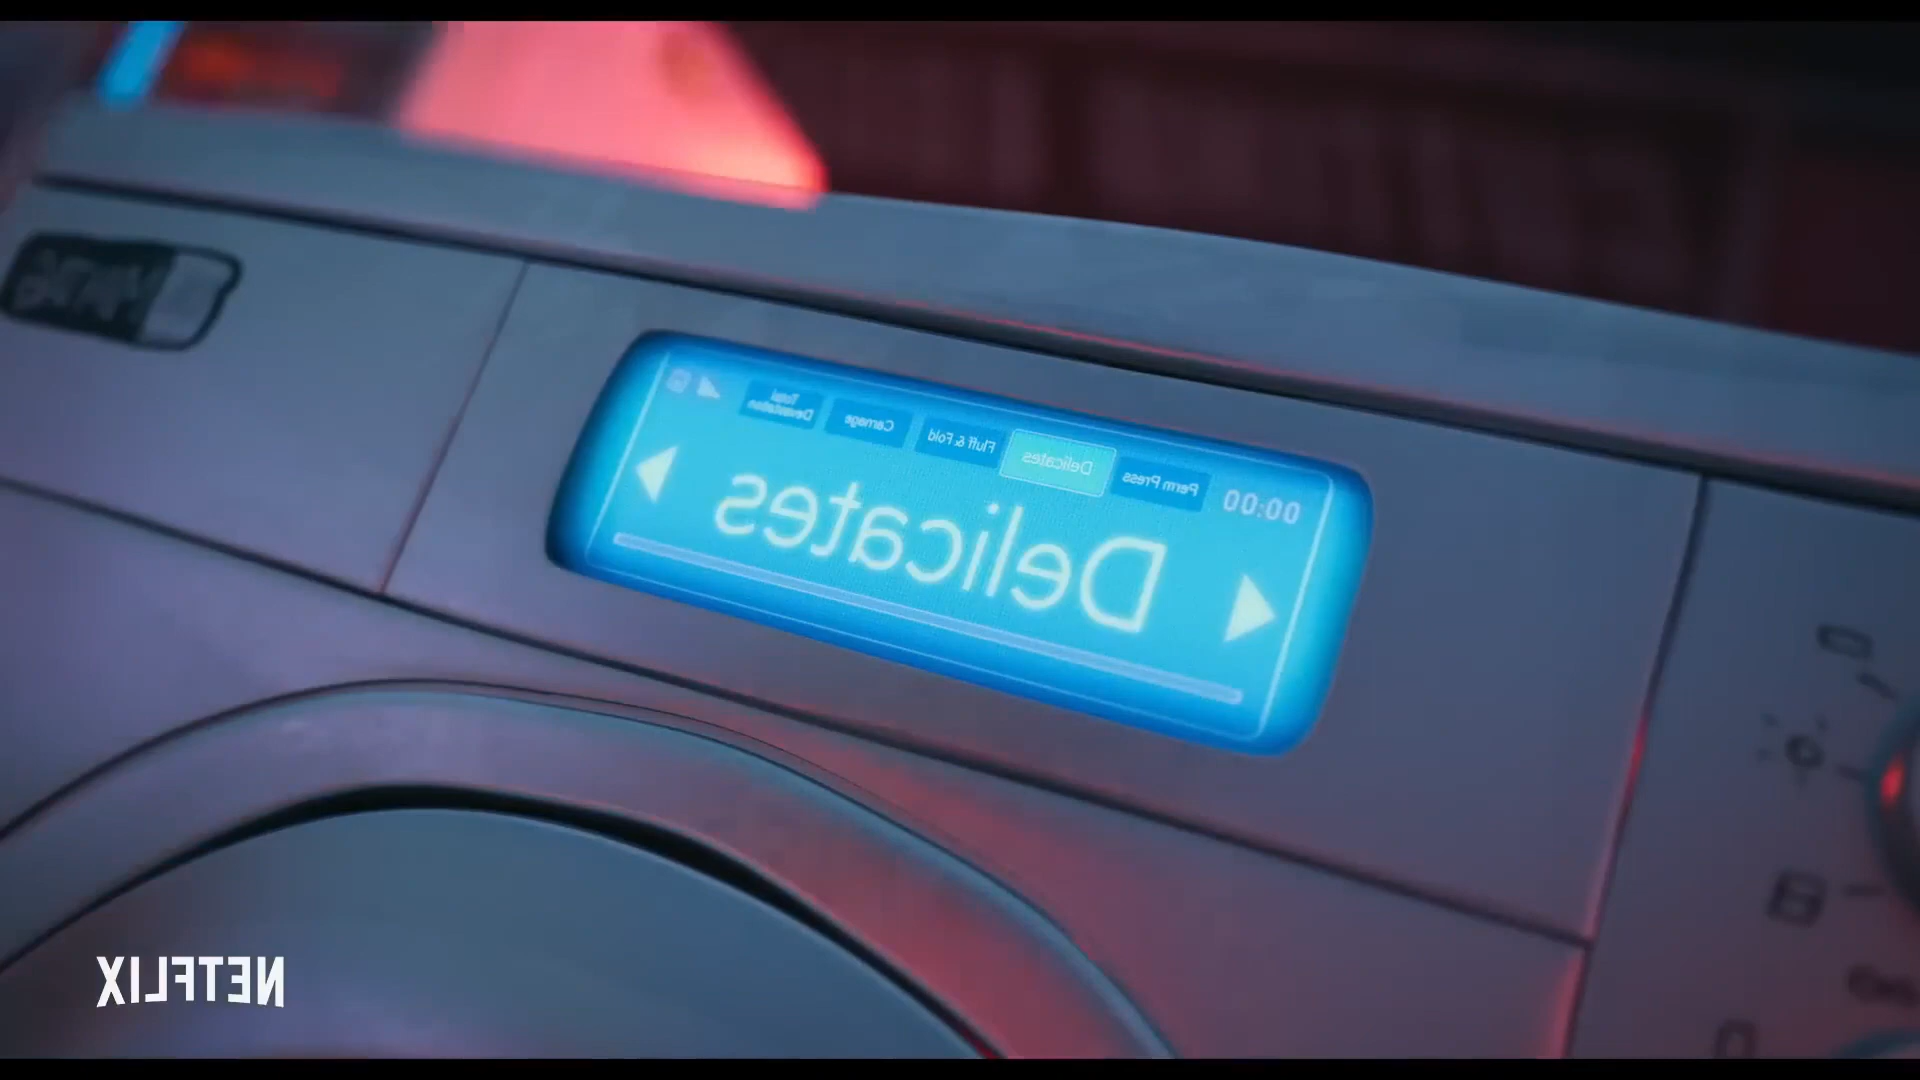 00:00
Perm Press
Delicates
Fluff & Fold
Carnage
Total
Devastation
Delicates
NETFLIX